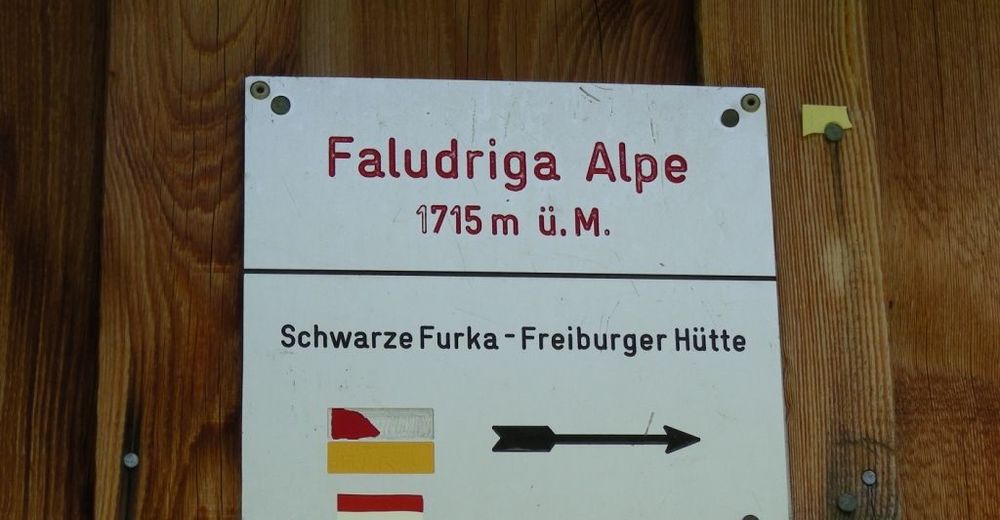 Faludriga Alpe
1715 m ü. M.
Schwarze Furka - Freiburger Hütte